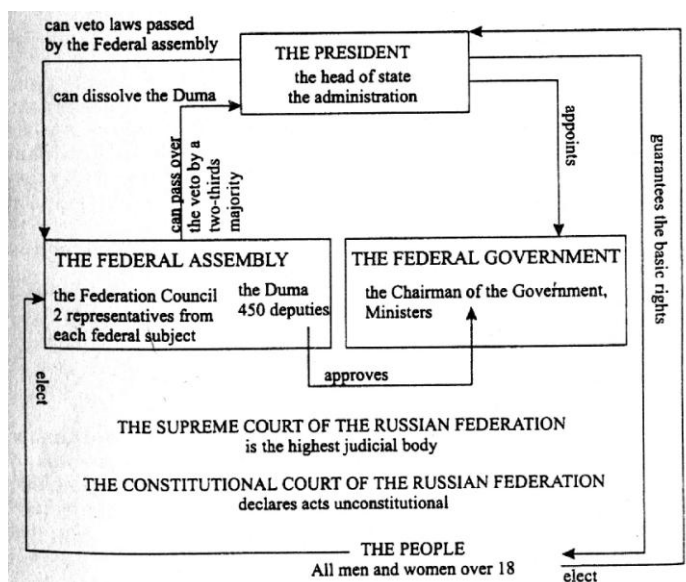 can veto laws passed
by the Federal assembly
THE PRESIDENT
the head of state
the administration
can dissolve the Duma
can pass over
the veto by a
two-thirds
majority
appoints
guarantees the basic rights
THE FEDERAL ASSEMBLY
the Federation Council
2 representatives from
each federal subject
the Duma
450 deputies
THE FEDERAL GOVERNMENT
the Chairman of the Government,
Ministers
approves
elect
THE SUPREME COURT OF THE RUSSIAN FEDERATION
is the highest judicial body
THE CONSTITUTIONAL COURT OF THE RUSSIAN FEDERATION
declares acts unconstitutional
THE PEOPLE
All men and women over 18
elect